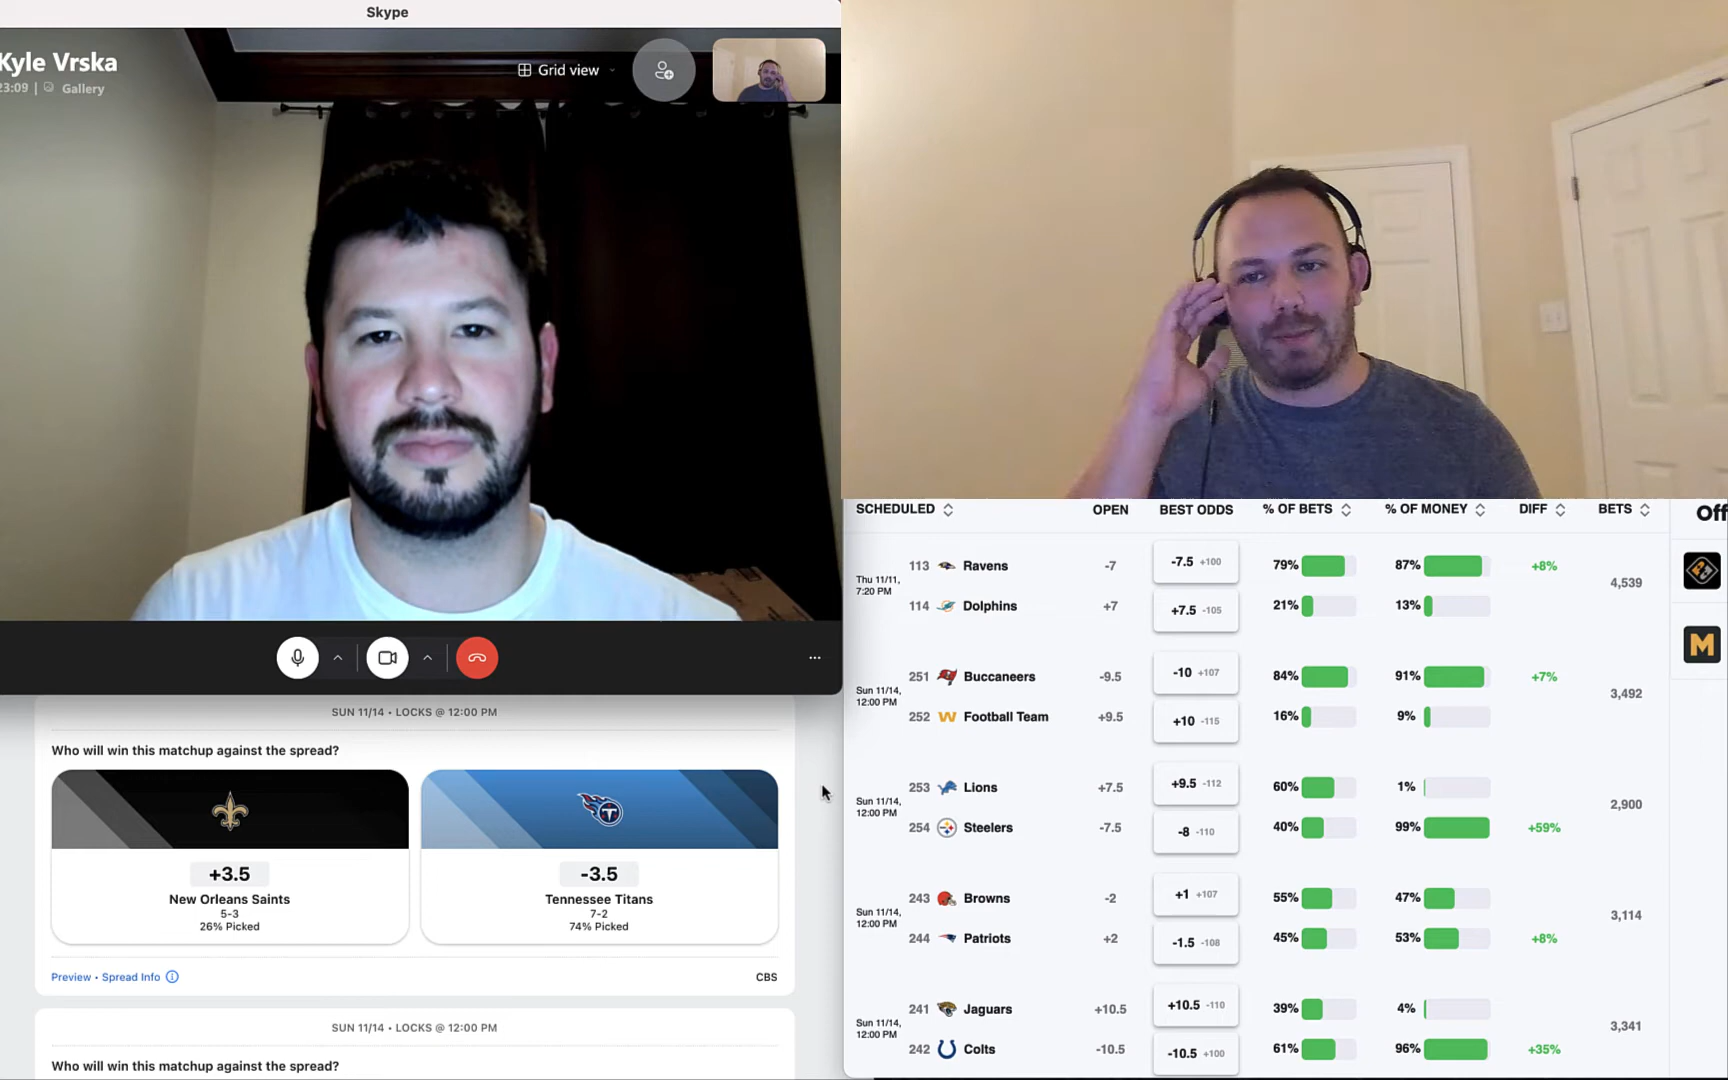 Skype
Kyle Vrska
23:09 | Gallery
Grid view
SUN 11/14 • LOCKS @ 12:00 PM
Who will win this matchup against the spread?
+3.5
New Orleans Saints
5-3
26% Picked
-3.5
Tennessee Titans
7-2
74% Picked
Preview • Spread Info
CBS
SUN 11/14 • LOCKS @ 12:00 PM
Who will win this matchup against the spread?
SCHEDULED OPEN BEST ODDS % OF BETS % OF MONEY DIFF BETS
Off
Thu 11/11,
7:20 PM
113 Ravens -7 -7.5 +100 79% 87% +8%
4,539
114 Dolphins +7 +7.5 -105 21% 13%
Sun 11/14,
12:00 PM
251 Buccaneers -9.5 -10 +107 84% 91% +7%
3,492
252 W Football Team +9.5 +10 -115 16% 9%
Sun 11/14,
12:00 PM
253 Lions +7.5 +9.5 -112 60% 1%
2,900
254 Steelers -7.5 -8 -110 40% 99% +59%
Sun 11/14,
12:00 PM
243 Browns -2 +1 +107 55% 47%
3,114
244 Patriots +2 -1.5 -108 45% 53% +8%
Sun 11/14,
12:00 PM
241 Jaguars +10.5 +10.5 -110 39% 4%
3,341
242 Colts -10.5 -10.5 +100 61% 96% +35%
M